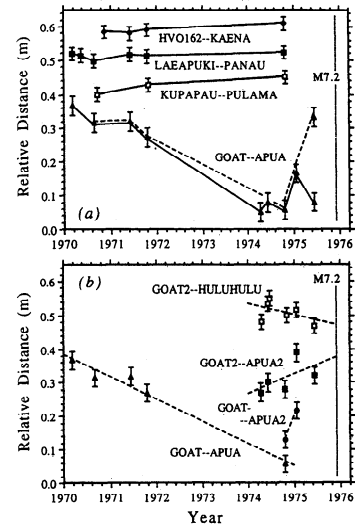 0.6
0.5
0.4
0.3
0.2
0.1
0.0
Relative Distance (m)
HVO162--KAENA
LAEAPUKI--PANAU
KUPAPAU--PULAMA
M7.2
GOAT--APUA
(a)
1970 1971 1972 1973 1974 1975 1976
0.6
0.5
0.4
0.3
0.2
0.1
0.0
Relative Distance (m)
(b)
M7.2
GOAT2--HULUHULU
GOAT2--APUA2
GOAT-
--APUA2
GOAT--APUA
1970 1971 1972 1973 1974 1975 1976
Year